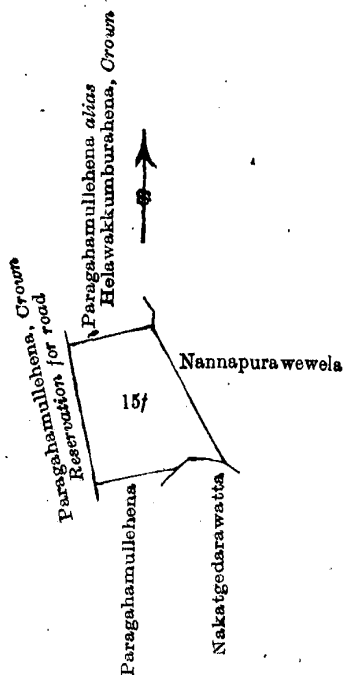 Paragahamullehena, Crown
Reservation for road
Paragahamullehena alias
Helawakkumburahena, Crown
15f
Nannapurawewela
Paragahamullehena
Nakatgedarawatta